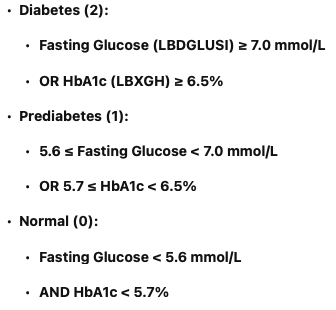 • Diabetes (2):
• Fasting Glucose (LBDGLUSI) ≥ 7.0 mmol/L
• OR HbA1c (LBXGH) ≥ 6.5%
• Prediabetes (1):
• 5.6 ≤ Fasting Glucose < 7.0 mmol/L
• OR 5.7 ≤ HbA1c < 6.5%
• Normal (0):
• Fasting Glucose < 5.6 mmol/L
• AND HbA1c < 5.7%